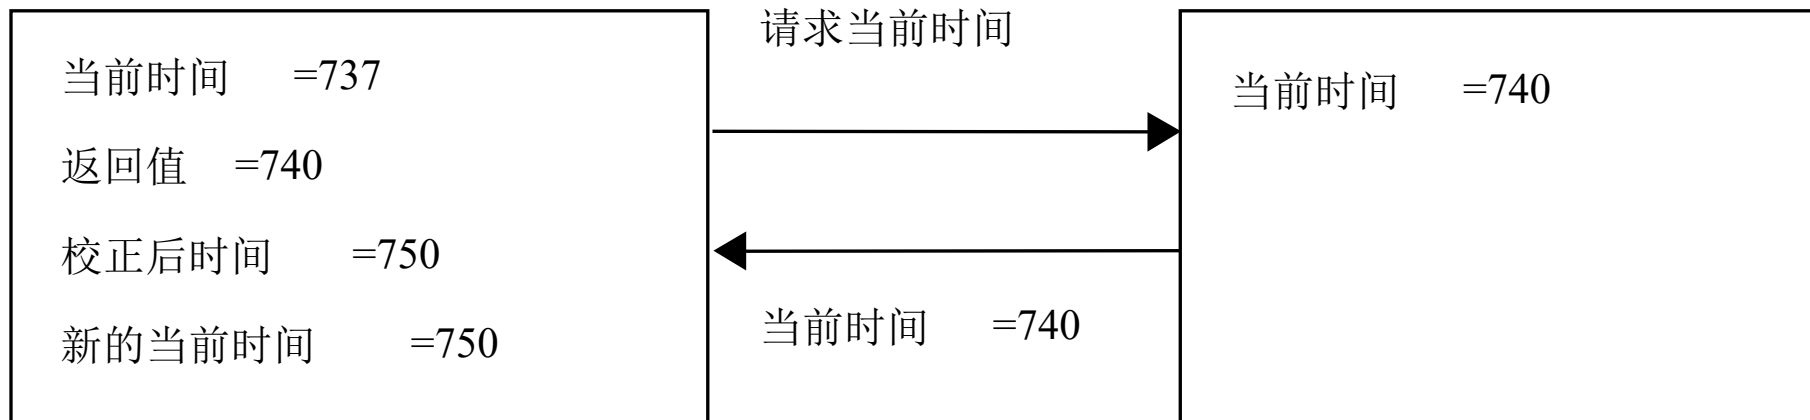 当前时间 =737
返回值 =740
校正后时间 =750
新的当前时间 =750
请求当前时间
当前时间 =740
当前时间 =740